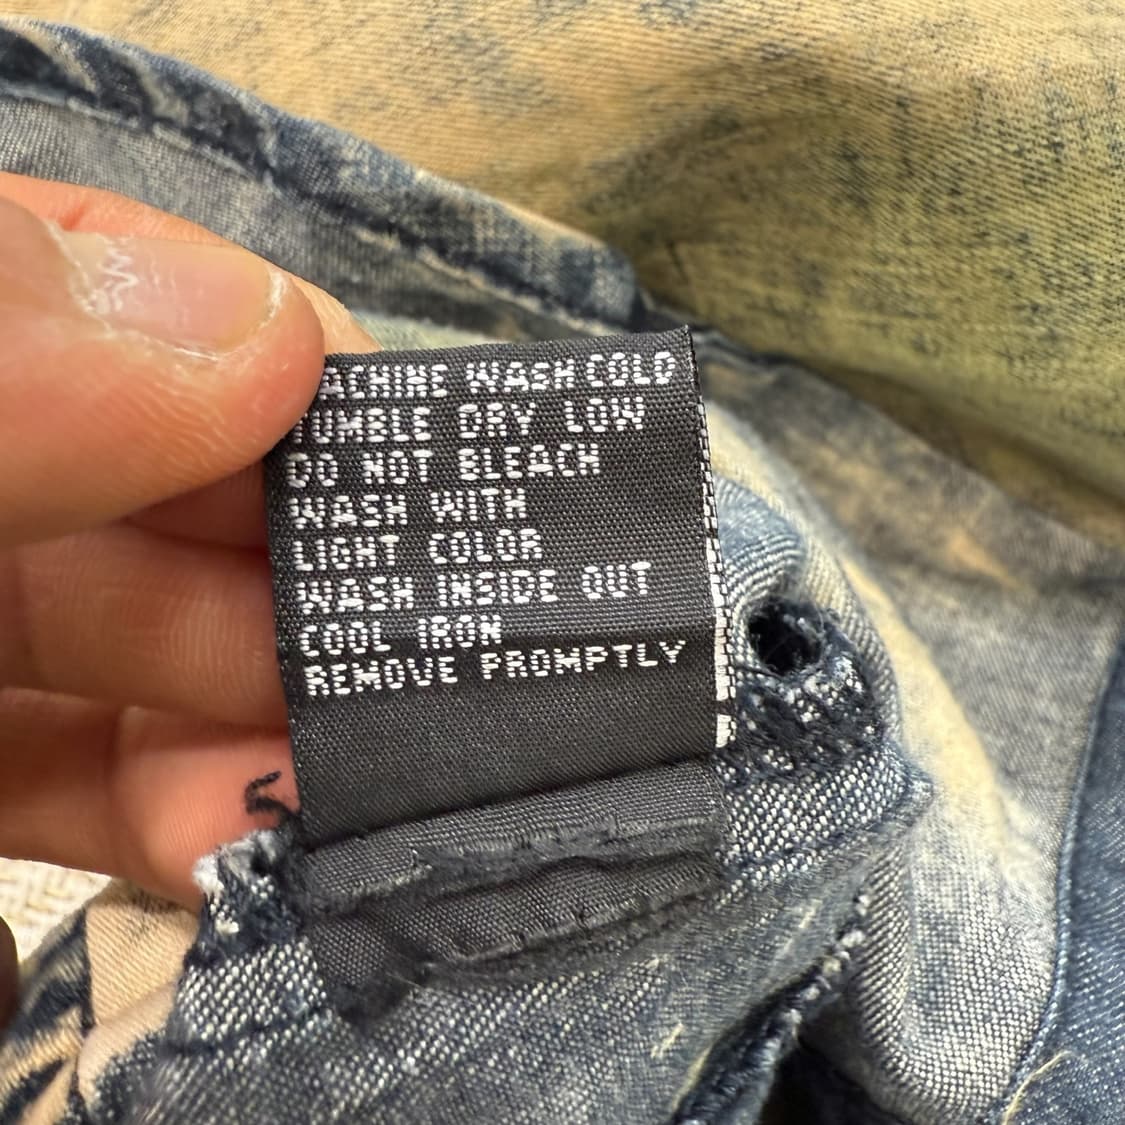 MACHINE WASH COLD
TUMBLE DRY LOW
DO NOT BLEACH
WASH WITH
LIGHT COLOR
WASH INSIDE OUT
COOL IRON
REMOVE PROMPTLY